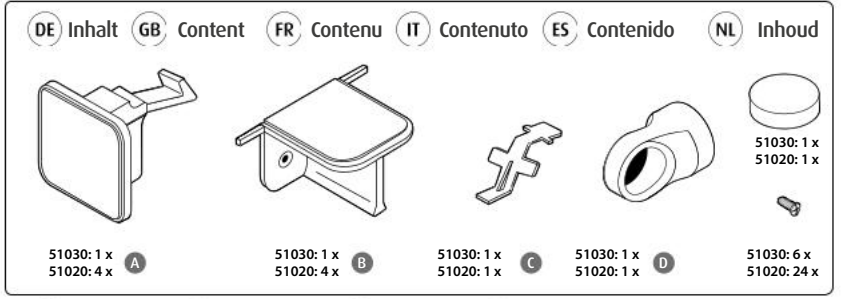 DE Inhalt GB Content FR Contenu IT Contenuto ES Contenido NL Inhoud
51030: 1 x
51020: 1 x
51030: 1 x
51020: 4 x
A
51030: 1 x
51020: 4 x
B
51030: 1 x
51020: 1 x
C
51030: 1 x
51020: 1 x
D
51030: 6 x
51020: 24 x